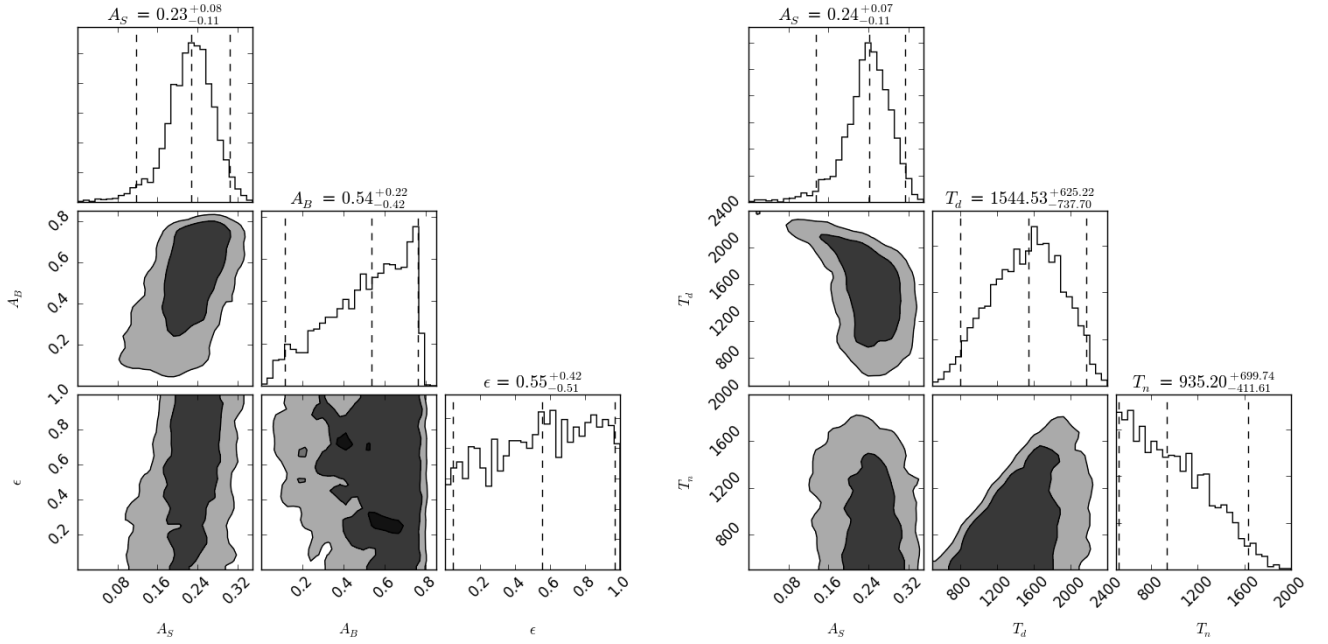 A_S = 0.23^{+0.08}_{-0.11}
A_B = 0.54^{+0.22}_{-0.42}
ϵ = 0.55^{+0.42}_{-0.51}
0.8
0.6
0.4
0.2
A_B
1.0
0.8
0.6
0.4
0.2
ϵ
0.08 0.16 0.24 0.32
A_S
0.2 0.4 0.6 0.8
A_B
0.2 0.4 0.6 0.8 1.0
ϵ
A_S = 0.24^{+0.07}_{-0.11}
T_d = 1544.53^{+625.22}_{-737.70}
T_n = 935.20^{+699.74}_{-411.61}
2400
2000
1600
1200
800
T_d
2000
1600
1200
800
T_n
0.08 0.16 0.24 0.32
A_S
800 1200 1600 2000 2400
T_d
800 1200 1600 2000
T_n